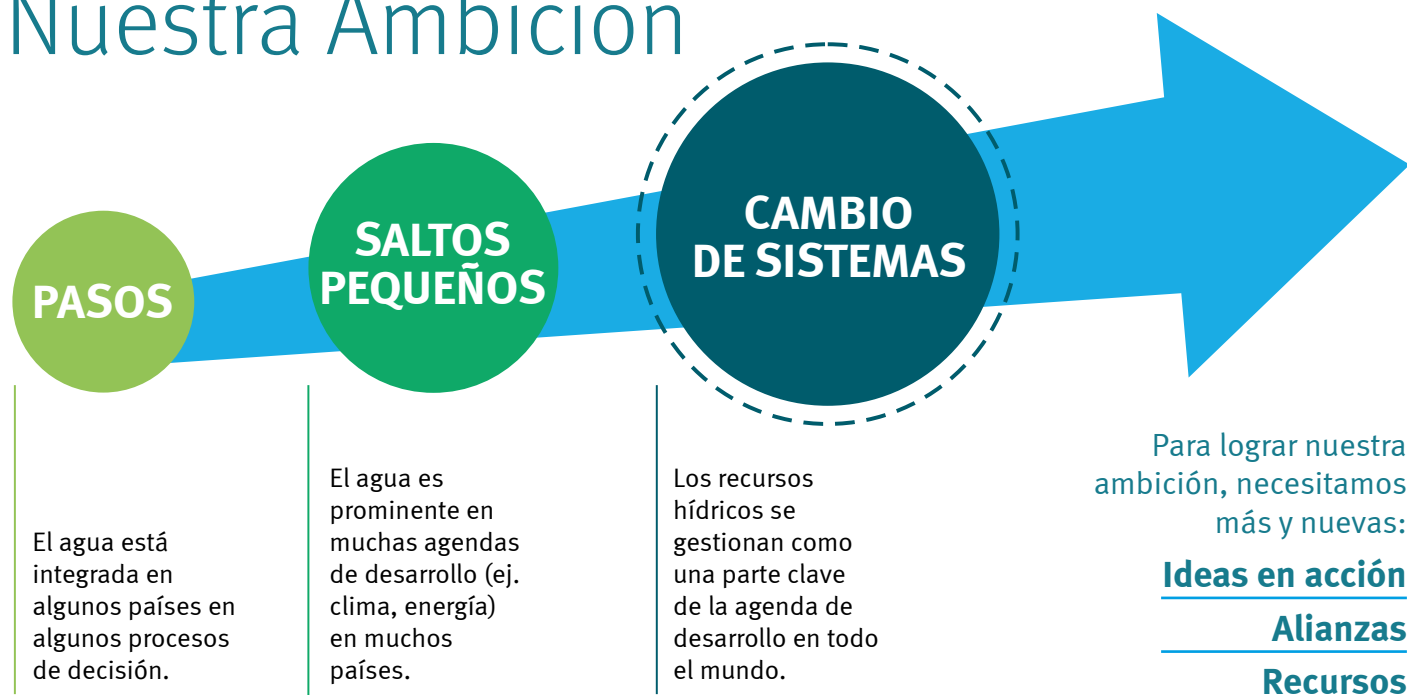 Nuestra Ambición
PASOS
SALTOS
PEQUEÑOS
CAMBIO
DE SISTEMAS
El agua está
integrada en
algunos países en
algunos procesos
de decisión.
El agua es
prominente en
muchas agendas
de desarrollo (ej.
clima, energía)
en muchos
países.
Los recursos
hídricos se
gestionan como
una parte clave
de la agenda de
desarrollo en todo
el mundo.
Para lograr nuestra
ambición, necesitamos
más y nuevas:
Ideas en acción
Alianzas
Recursos